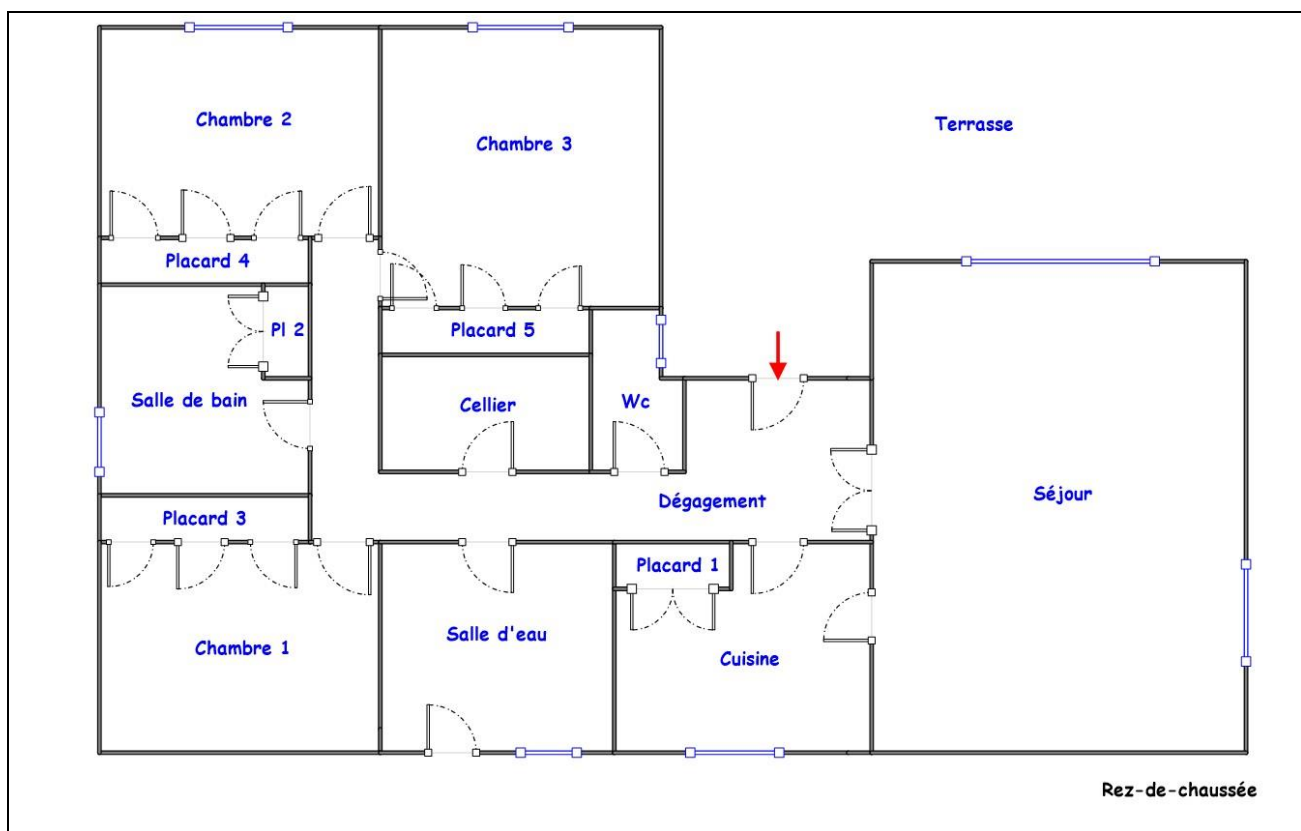 Chambre 2
Chambre 3
Terrasse
Placard 4
Pl 2
Placard 5
Salle de bain
Cellier
Wc
Séjour
Dégagement
Placard 3
Placard 1
Salle d'eau
Chambre 1
Cuisine
Rez-de-chaussée